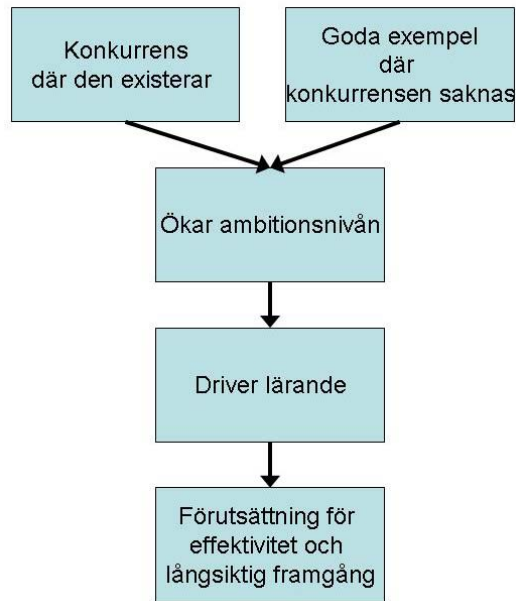 Konkurrens
där den existerar
Goda exempel
där
konkurrensen saknas
Ökar ambitionsnivån
Driver lärande
Förutsättning för
effektivitet och
långsiktig framgång